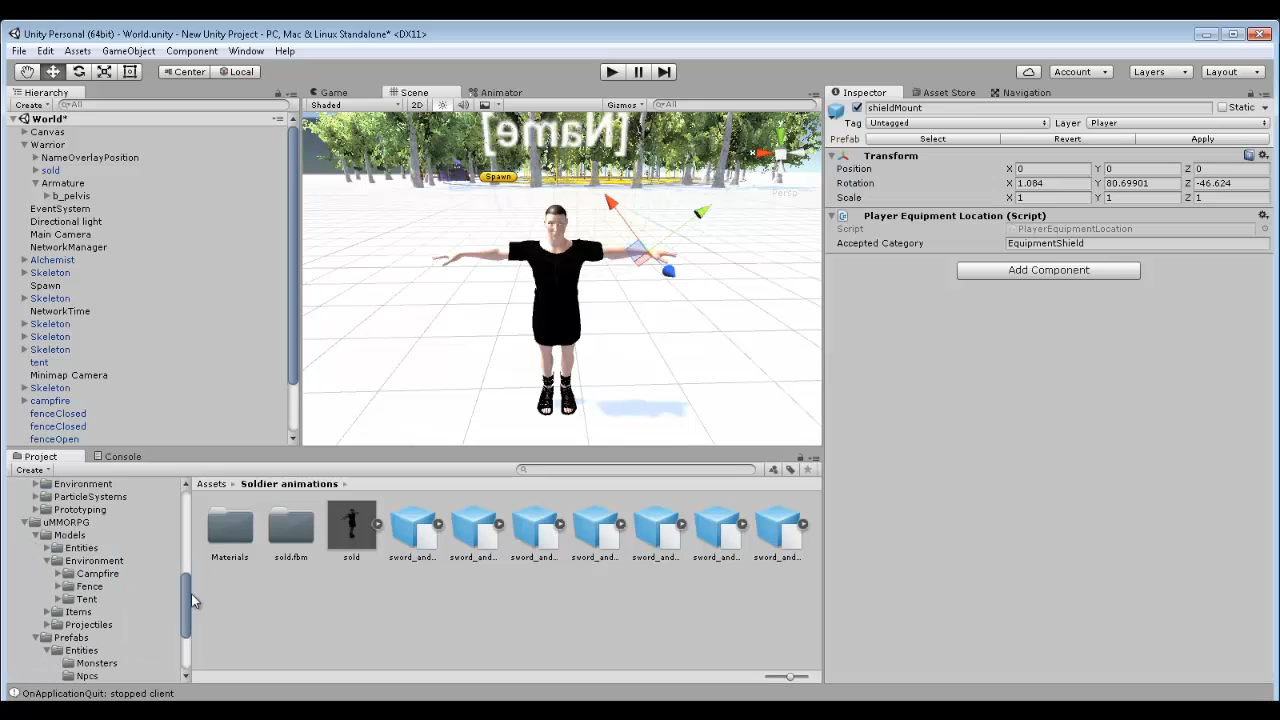 Unity Personal (64bit) - World.unity - New Unity Project - PC, Mac & Linux Standalone* <DX11>
File Edit Assets GameObject Component Window Help
Center Local Account Layers Layout
Hierarchy
Create All
World*
Canvas
Warrior
NameOverlayPosition
sold
Armature
b_pelvis
EventSystem
Directional light
Main Camera
NetworkManager
Alchemist
Skeleton
Spawn
Skeleton
NetworkTime
Skeleton
Skeleton
Skeleton
tent
Minimap Camera
Skeleton
campfire
fenceClosed
fenceClosed
fenceOpen
Game Scene Animator
Shaded 2D Gizmos All
[Name]
Spawn
x
Persp
Inspector Asset Store Navigation
shieldMount Static
Tag Untagged Layer Player
Prefab Select Revert Apply
Transform
Position X 0 Y 0 Z 0
Rotation X 1.084 Y 80.69901 Z -46.624
Scale X 1 Y 1 Z 1
Player Equipment Location (Script)
Script PlayerEquipmentLocation
Accepted Category EquipmentShield
Add Component
Project Console
Create
Environment
ParticleSystems
Prototyping
uMMORPG
Models
Entities
Environment
Campfire
Fence
Tent
Items
Projectiles
Prefabs
Entities
Monsters
Npcs
Assets Soldier animations
Materials sold.fbm sold sword_and.. sword_and.. sword_and.. sword_and.. sword_and.. sword_and.. sword_and..
OnApplicationQuit: stopped client